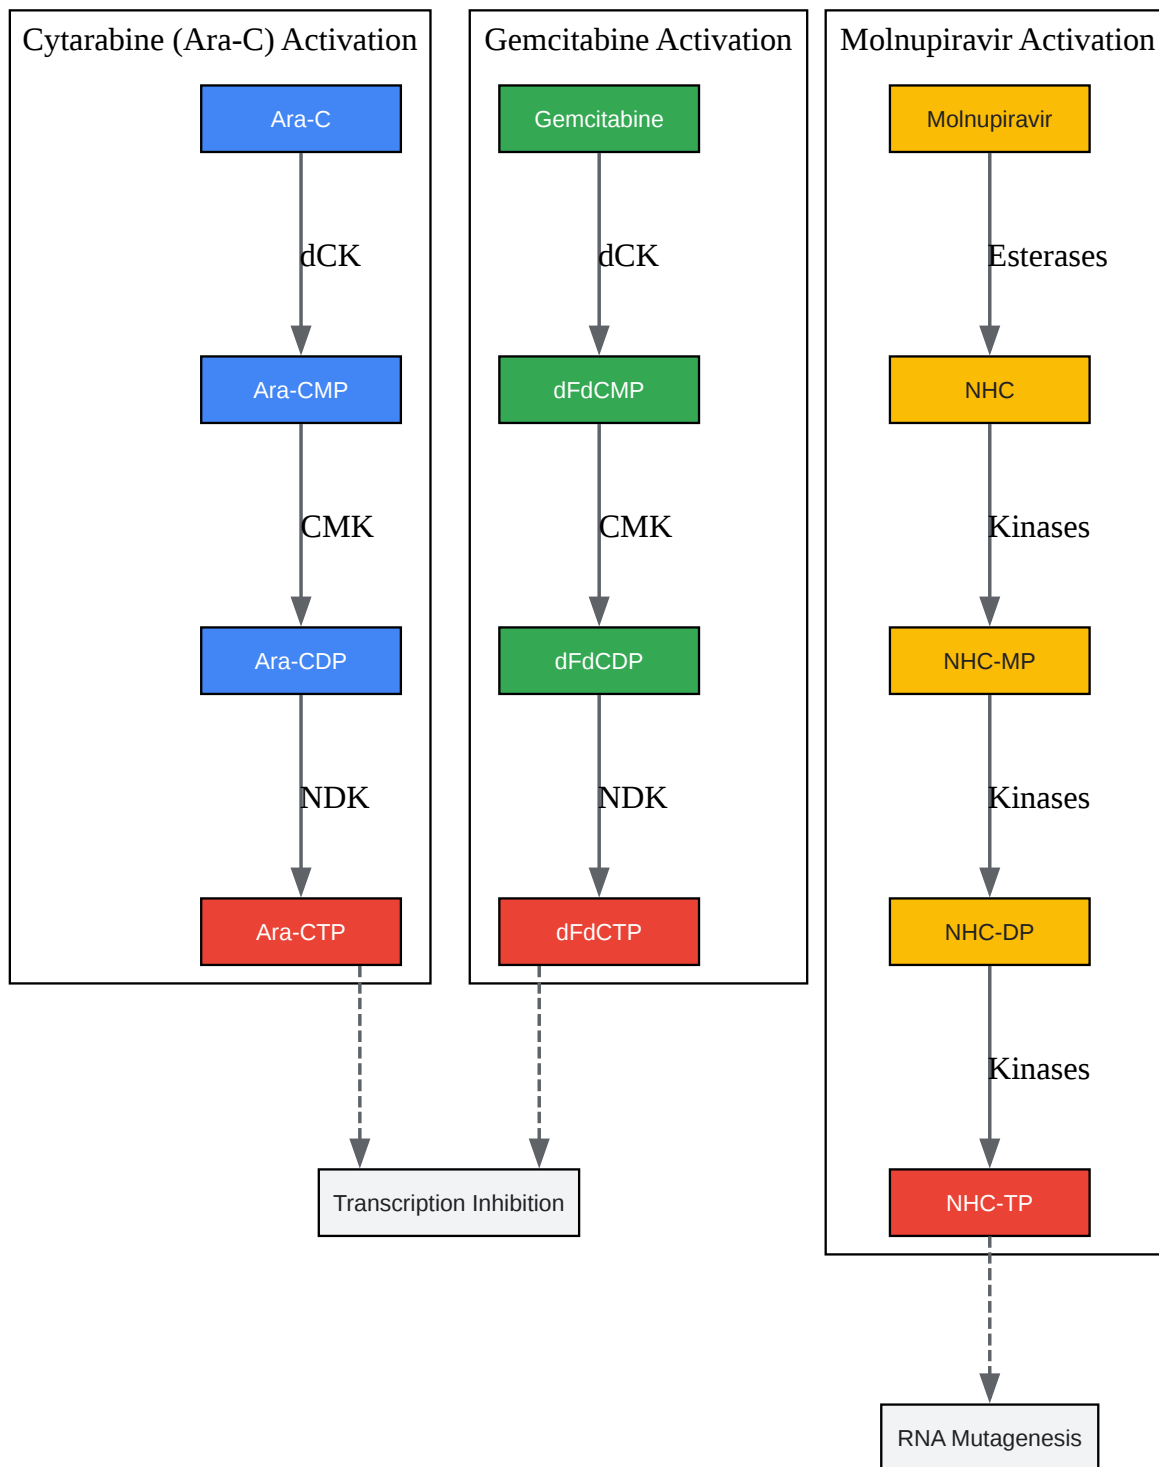 Cytarabine (Ara-C) Activation
Ara-C
dCK
Ara-CMP
CMK
Ara-CDP
NDK
Ara-CTP
Gemcitabine Activation
Gemcitabine
dCK
dFdCMP
CMK
dFdCDP
NDK
dFdCTP
Transcription Inhibition
Molnupiravir Activation
Molnupiravir
Esterases
NHC
Kinases
NHC-MP
Kinases
NHC-DP
Kinases
NHC-TP
RNA Mutagenesis